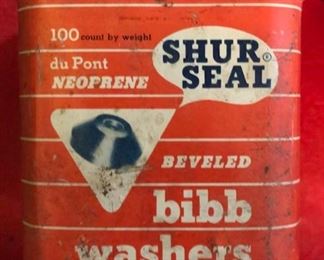 100 count by weight
du Pont
NEOPRENE
SHUR
SEAL
®
BEVELED
bibb
washers